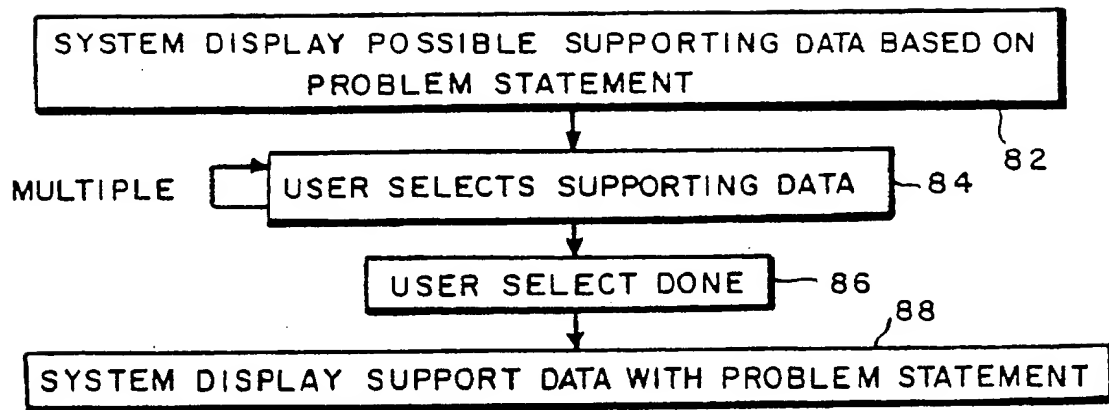 SYSTEM DISPLAY POSSIBLE SUPPORTING DATA BASED ON
PROBLEM STATEMENT
82
MULTIPLE
USER SELECTS SUPPORTING DATA
84
USER SELECT DONE
86
88
SYSTEM DISPLAY SUPPORT DATA WITH PROBLEM STATEMENT